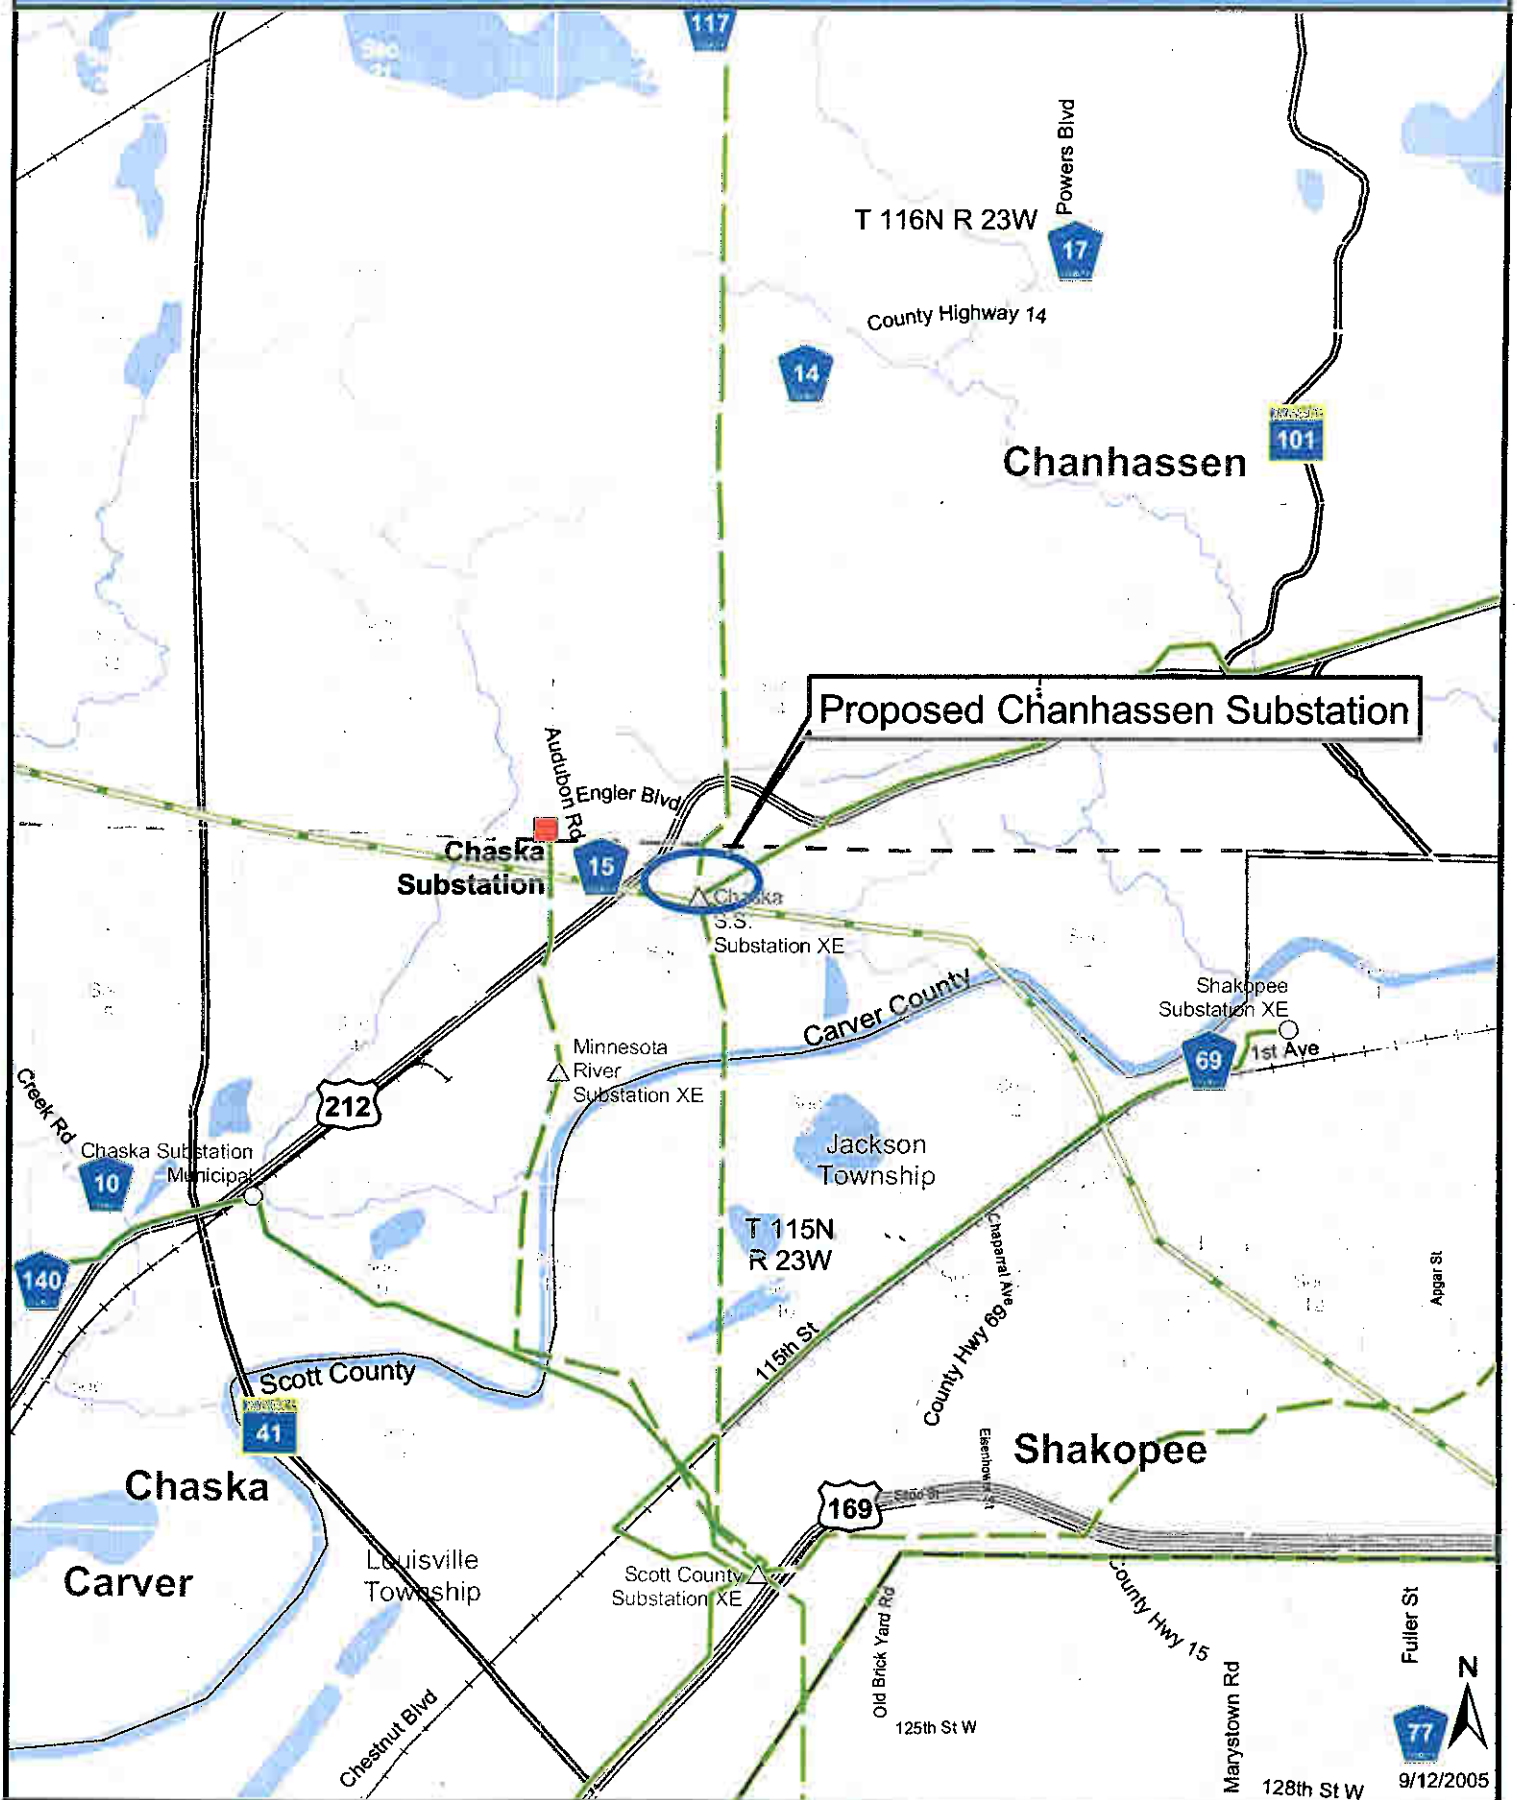 117
Powers Blvd
T 116N R 23W
17
County Highway 14
14
101
Chanhassen
Proposed Chanhassen Substation
Audubon Rd
Engler Blvd
Chaska
Substation
15
Chaska
S.S.
Substation XE
Carver County
Shakopee
Substation XE
69
1st Ave
Minnesota
River
Substation XE
Creek Rd
212
Chaska Substation
Municipal
10
Jackson
Township
T 115N
R 23W
140
Chaparral Ave
Apgar St
115th St
County Hwy 69
Scott County
41
Eisenhower St
Shakopee
Chaska
169
Louisville
Township
Carver
Scott County
Substation XE
County Hwy 15
Old Brick Yard Rd
Fuller St
Marystown Rd
N
Chestnut Blvd
125th St W
77
128th St W
9/12/2005